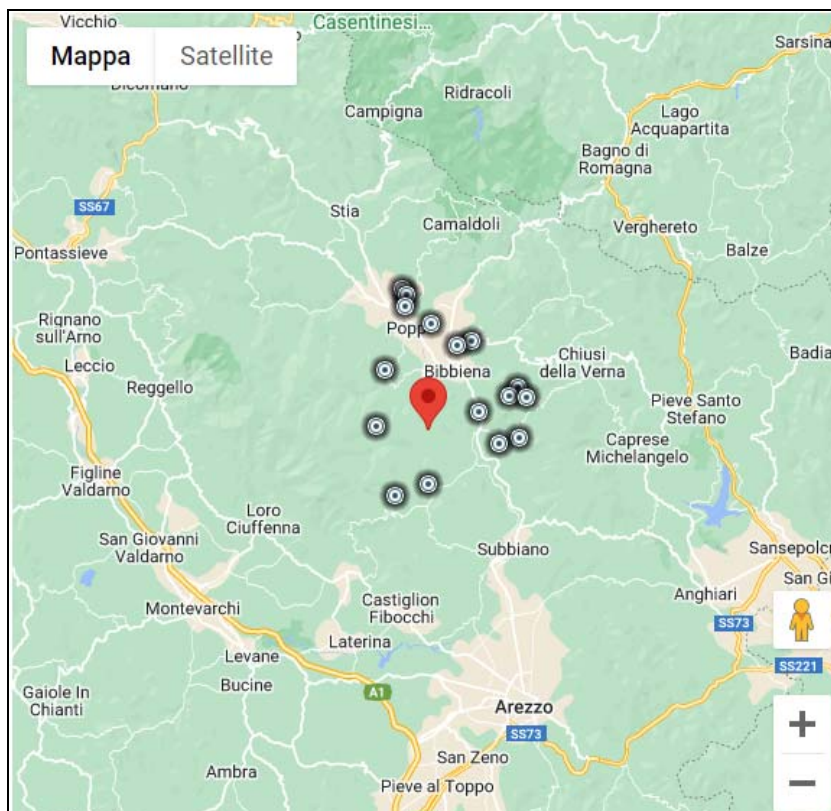 Vicchio
Casentinesi...
Mappa
Satellite
Sarsina
Dicomano
Ridracoli
Campigna
Lago
Acquapartita
Bagno di
Romagna
SS67
Stia
Camaldoli
Verghereto
Pontassieve
Balze
Rignano
sull'Arno
Poppi
Leccio
Chiusi
della Verna
Badia
Bibbiena
Reggello
Pieve Santo
Stefano
Caprese
Michelangelo
Figline
Valdarno
Loro
Ciuffenna
San Giovanni
Valdarno
Subbiano
Sansepolcr
San Gi
Anghiari
Castiglion
Fibocchi
Montevarchi
SS73
Laterina
Levane
SS221
Bucine
Gaiole In
Chianti
A1
Arezzo
SS73
San Zeno
Ambra
Pieve al Toppo